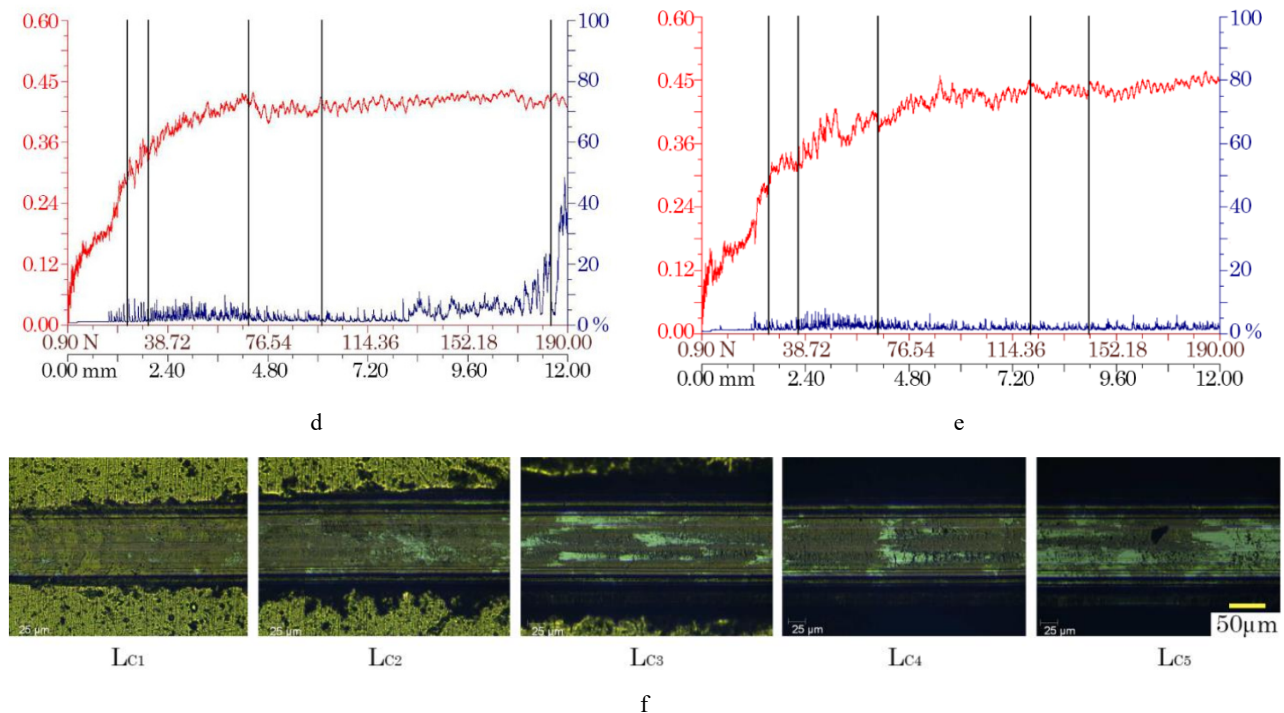 0.60 100 0.60 100
0.45 80 0.45 80
0.36 60 0.36 60
0.24 40 0.24 40
0.12 20 0.12 20
0.00 0 % 0.00 0 %
0.90 N 38.72 76.54 114.36 152.18 190.00 0.90 N 38.72 76.54 114.36 152.18 190.00
0.00 mm 2.40 4.80 7.20 9.60 12.00 0.00 mm 2.40 4.80 7.20 9.60 12.00
d e
25 µm 25 µm 25 µm 25 µm 25 µm 50µm
LC1 LC2 LC3 LC4 LC5
f